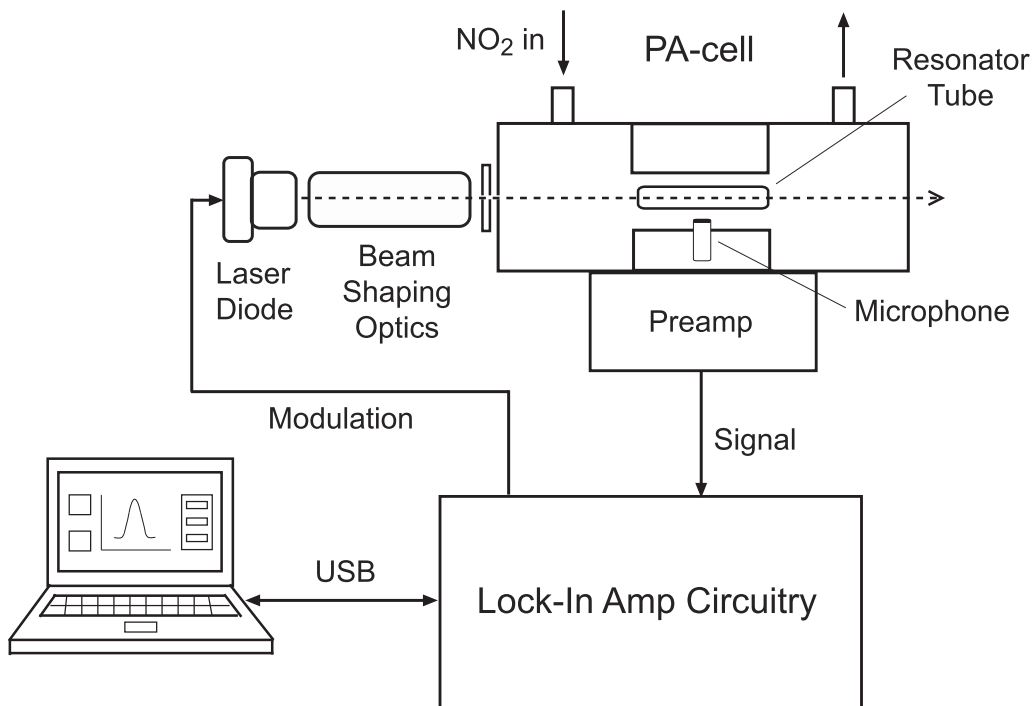 NO₂ in
PA-cell
Resonator
Tube
Laser
Diode
Beam
Shaping
Optics
Preamp
Microphone
Modulation
Signal
USB
Lock-In Amp Circuitry